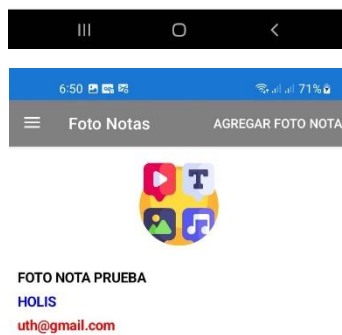 6:50 71%
Foto Notas AGREGAR FOTO NOTA
T
FOTO NOTA PRUEBA
HOLIS
uth@gmail.com